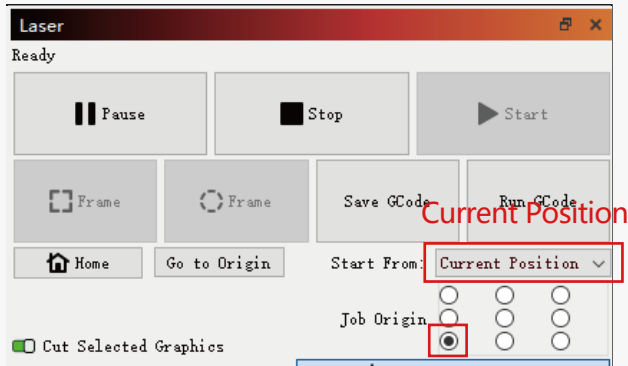 Laser
Ready
Pause
Stop
Start
Frame
Frame
Save GCode
Run GCode
Current Position
Home
Go to Origin
Start From:
Current Position
Job Origin
Cut Selected Graphics